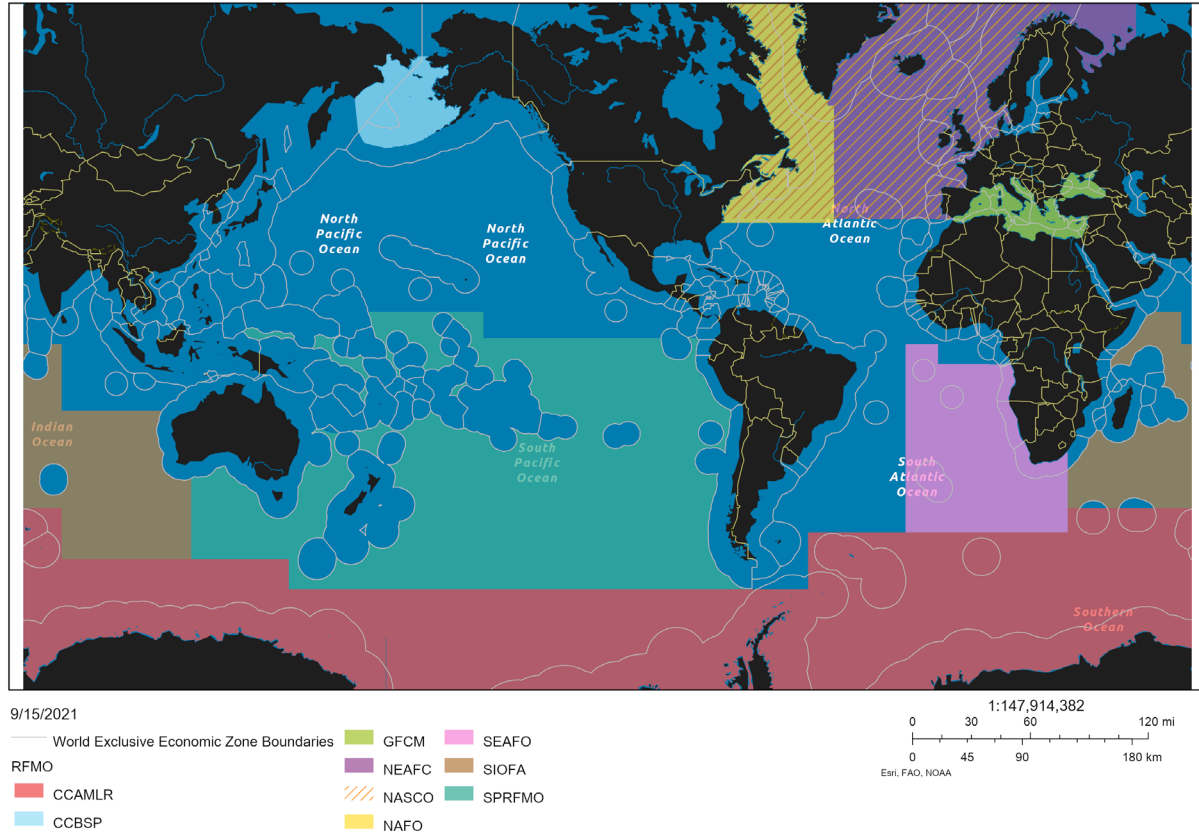 North
Pacific
Ocean
North
Pacific
Ocean
North
Atlantic
Ocean
Indian
Ocean
South
Pacific
Ocean
South
Atlantic
Ocean
Southern
Ocean
9/15/2021
World Exclusive Economic Zone Boundaries
RFMO
CCAMLR
CCBSP
GFCM
NEAFC
NASCO
NAFO
SEAFO
SIOFA
SPRFMO
1:147,914,382
0 30 60 120 mi
0 45 90 180 km
Esri, FAO, NOAA